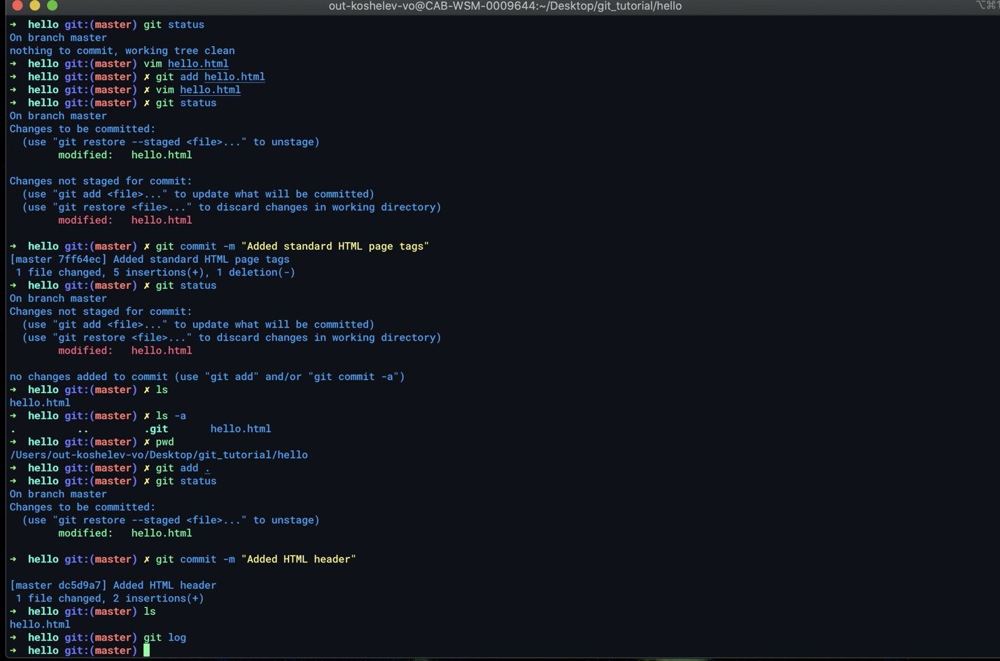 out-koshelev-vo@CAB-WSM-0009644:~/Desktop/git_tutorial/hello ⌥⌘1
➜  hello git:(master) git status
On branch master
nothing to commit, working tree clean
➜  hello git:(master) vim hello.html
➜  hello git:(master) ✗ git add hello.html
➜  hello git:(master) ✗ vim hello.html
➜  hello git:(master) ✗ git status
On branch master
Changes to be committed:
  (use "git restore --staged <file>..." to unstage)
        modified:   hello.html
Changes not staged for commit:
  (use "git add <file>..." to update what will be committed)
  (use "git restore <file>..." to discard changes in working directory)
        modified:   hello.html
➜  hello git:(master) ✗ git commit -m "Added standard HTML page tags"
[master 7ff64ec] Added standard HTML page tags
 1 file changed, 5 insertions(+), 1 deletion(-)
➜  hello git:(master) ✗ git status
On branch master
Changes not staged for commit:
  (use "git add <file>..." to update what will be committed)
  (use "git restore <file>..." to discard changes in working directory)
        modified:   hello.html
no changes added to commit (use "git add" and/or "git commit -a")
➜  hello git:(master) ✗ ls
hello.html
➜  hello git:(master) ✗ ls -a
.          ..         .git       hello.html
➜  hello git:(master) ✗ pwd
/Users/out-koshelev-vo/Desktop/git_tutorial/hello
➜  hello git:(master) ✗ git add .
➜  hello git:(master) ✗ git status
On branch master
Changes to be committed:
  (use "git restore --staged <file>..." to unstage)
        modified:   hello.html
➜  hello git:(master) ✗ git commit -m "Added HTML header"
[master dc5d9a7] Added HTML header
 1 file changed, 2 insertions(+)
➜  hello git:(master) ls
hello.html
➜  hello git:(master) git log
➜  hello git:(master)